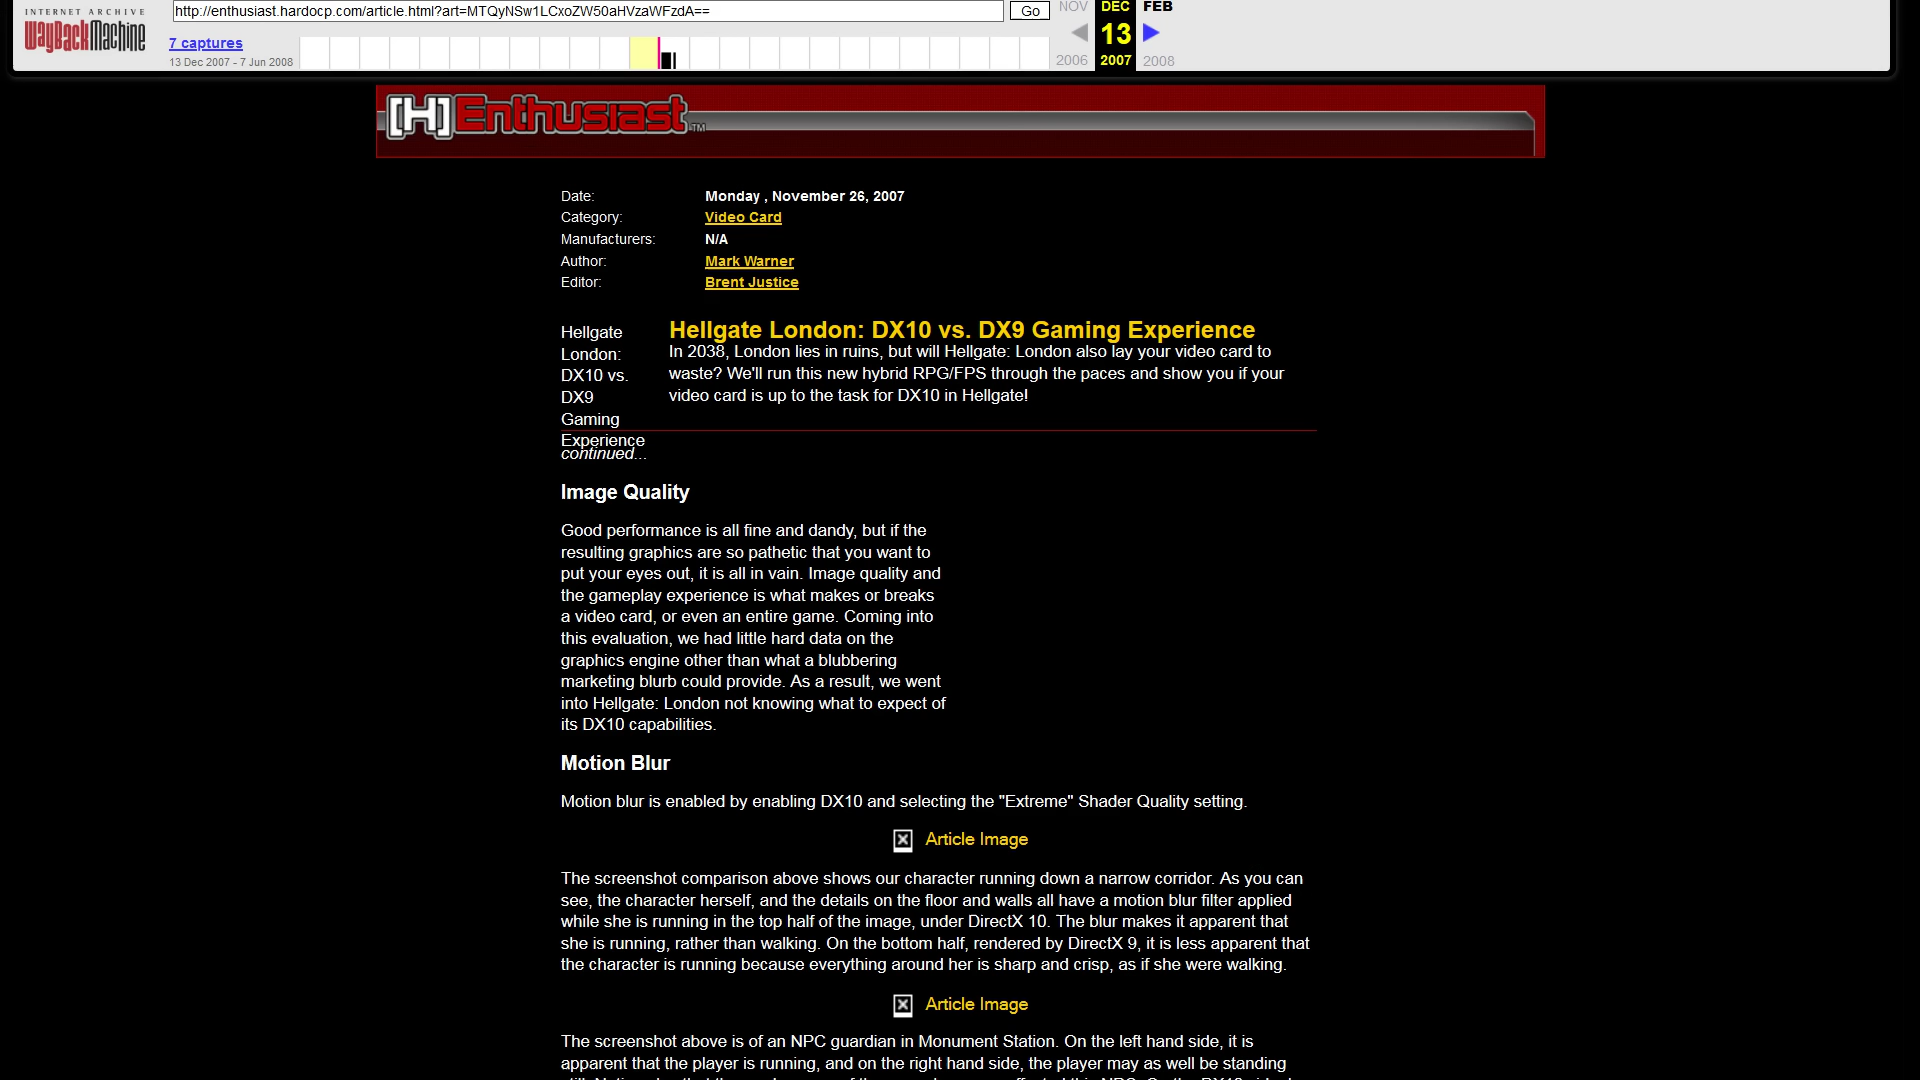 INTERNET ARCHIVE
WayBackMachine
http://enthusiast.hardocp.com/article.html?art=MTQyNSw1LCxoZW50aHVzaWFzdA==
Go
NOV
DEC
FEB
7 captures
13
13 Dec 2007 - 7 Jun 2008
2006
2007
2008
[H]Enthusiast TM
Date: Monday , November 26, 2007
Category: Video Card
Manufacturers: N/A
Author: Mark Warner
Editor: Brent Justice
Hellgate
London:
DX10 vs.
DX9
Gaming
Experience
Hellgate London: DX10 vs. DX9 Gaming Experience
In 2038, London lies in ruins, but will Hellgate: London also lay your video card to
waste? We'll run this new hybrid RPG/FPS through the paces and show you if your
video card is up to the task for DX10 in Hellgate!
continued...
Image Quality
Good performance is all fine and dandy, but if the
resulting graphics are so pathetic that you want to
put your eyes out, it is all in vain. Image quality and
the gameplay experience is what makes or breaks
a video card, or even an entire game. Coming into
this evaluation, we had little hard data on the
graphics engine other than what a blubbering
marketing blurb could provide. As a result, we went
into Hellgate: London not knowing what to expect of
its DX10 capabilities.
Motion Blur
Motion blur is enabled by enabling DX10 and selecting the "Extreme" Shader Quality setting.
Article Image
The screenshot comparison above shows our character running down a narrow corridor. As you can
see, the character herself, and the details on the floor and walls all have a motion blur filter applied
while she is running in the top half of the image, under DirectX 10. The blur makes it apparent that
she is running, rather than walking. On the bottom half, rendered by DirectX 9, it is less apparent that
the character is running because everything around her is sharp and crisp, as if she were walking.
Article Image
The screenshot above is of an NPC guardian in Monument Station. On the left hand side, it is
apparent that the player is running, and on the right hand side, the player may as well be standing